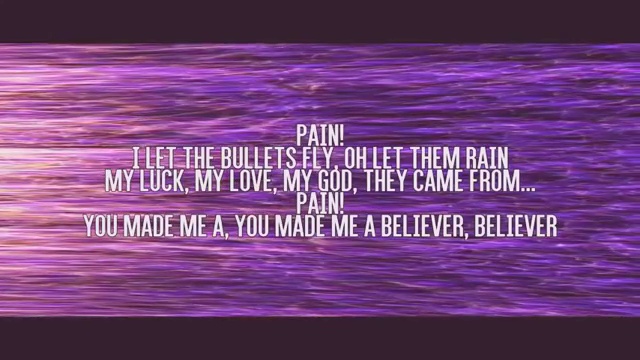 PAIN!
I LET THE BULLETS FLY, OH LET THEM RAIN
MY LUCK, MY LOVE, MY GOD, THEY CAME FROM...
PAIN!
YOU MADE ME A, YOU MADE ME A BELIEVER, BELIEVER